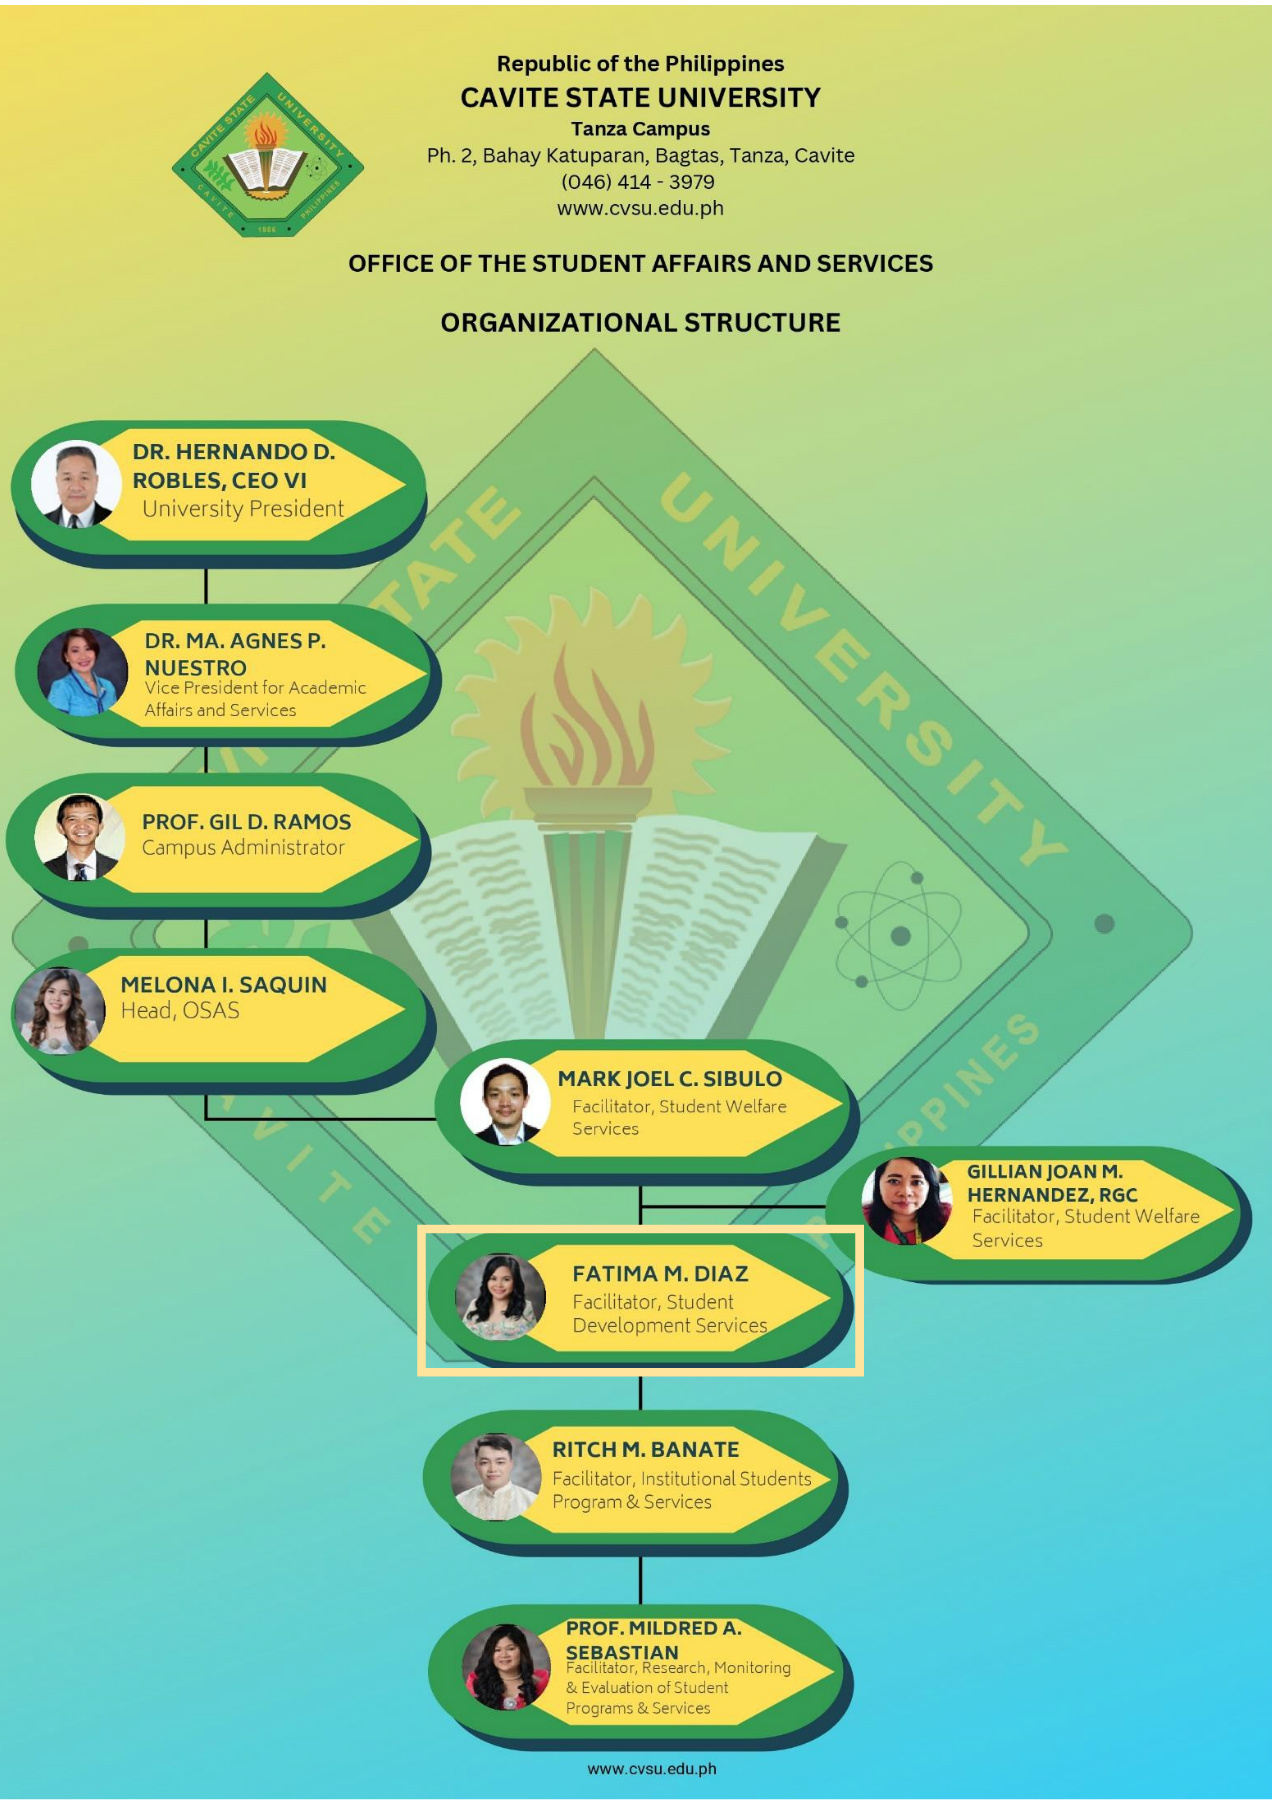 Republic of the Philippines
CAVITE STATE UNIVERSITY
Tanza Campus
Ph. 2, Bahay Katuparan, Bagtas, Tanza, Cavite
(046) 414 - 3979
www.cvsu.edu.ph
CAVITE STATE UNIVERSITY
CAVITE 1906 PHILIPPINES
OFFICE OF THE STUDENT AFFAIRS AND SERVICES
ORGANIZATIONAL STRUCTURE
STATE UNIVERSITY
DR. HERNANDO D.
ROBLES, CEO VI
University President
DR. MA. AGNES P.
NUESTRO
Vice President for Academic
Affairs and Services
PROF. GIL D. RAMOS
Campus Administrator
MELONA I. SAQUIN
Head, OSAS
MARK JOEL C. SIBULO
Facilitator, Student Welfare
Services
GILLIAN JOAN M.
HERNANDEZ, RGC
Facilitator, Student Welfare
Services
FATIMA M. DIAZ
Facilitator, Student
Development Services
RITCH M. BANATE
Facilitator, Institutional Students
Program & Services
PROF. MILDRED A.
SEBASTIAN
Facilitator, Research, Monitoring
& Evaluation of Student
Programs & Services
www.cvsu.edu.ph